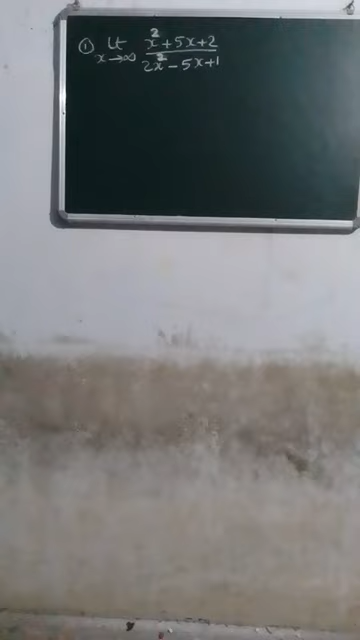 ① Lt x→∞ x²+5x+2 / 2x²-5x+1